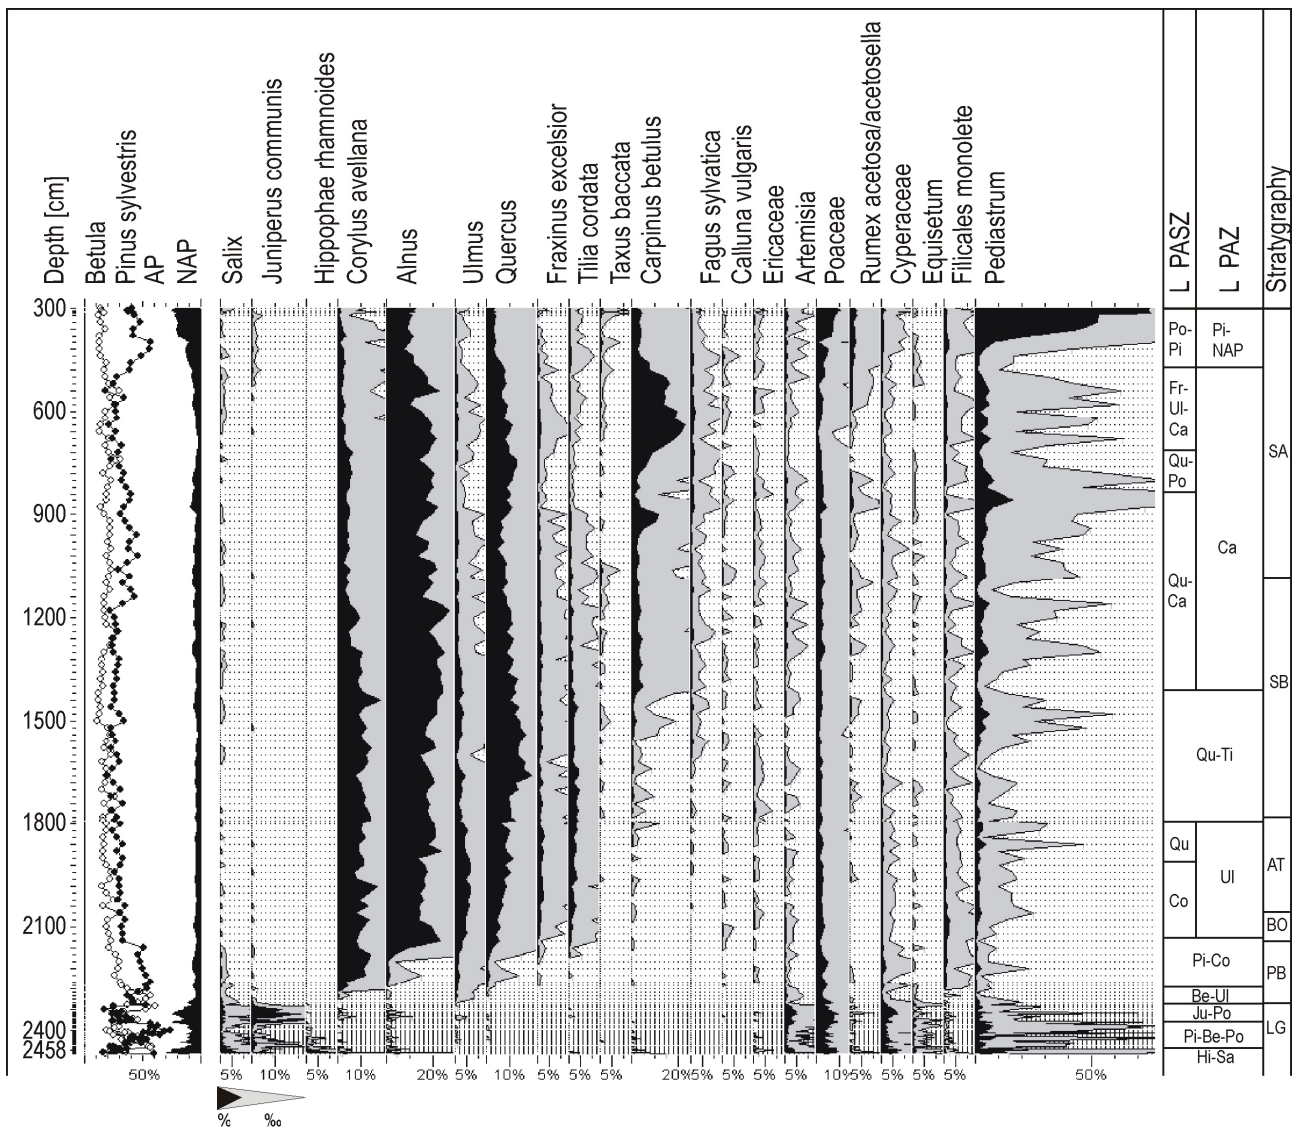 Depth [cm]
Betula
Pinus sylvestris
AP
NAP
Salix
Juniperus communis
Hippophae rhamnoides
Corylus avellana
Alnus
Ulmus
Quercus
Fraxinus excelsior
Tilia cordata
Taxus baccata
Carpinus betulus
Fagus sylvatica
Calluna vulgaris
Ericaceae
Artemisia
Poaceae
Rumex acetosa/acetosella
Cyperaceae
Equisetum
Filicales monolete
Pediastrum
L PASZ
L PAZ
Stratygraphy
300
600
900
1200
1500
1800
2100
2400
2458
Po-
Pi
Fr-
Ul-
Ca
Qu-
Po
Qu-
Ca
Qu
Co
Pi-
NAP
Ca
Qu-Ti
Ul
Pi-Co
Be-Ul
Ju-Po
Pi-Be-Po
Hi-Sa
SA
SB
AT
BO
PB
LG
50% 5% 10% 5% 10% 20% 5% 10% 5% 5% 5% 20% 5% 5% 5% 5% 10% 5% 5% 5% 5% 50%
% ‰